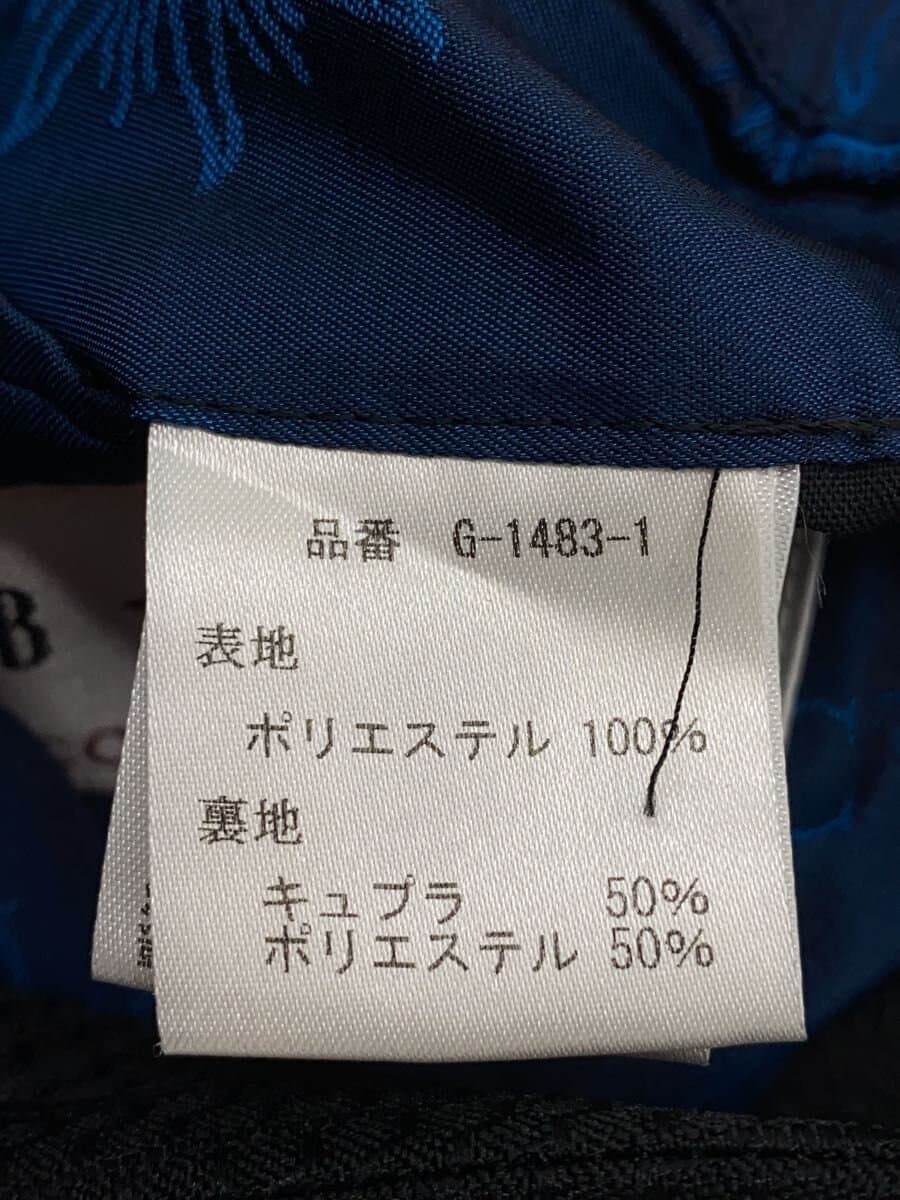 品番 G-1483-1
表地
ポリエステル 100%
裏地
キュプラ 50%
ポリエステル 50%
B